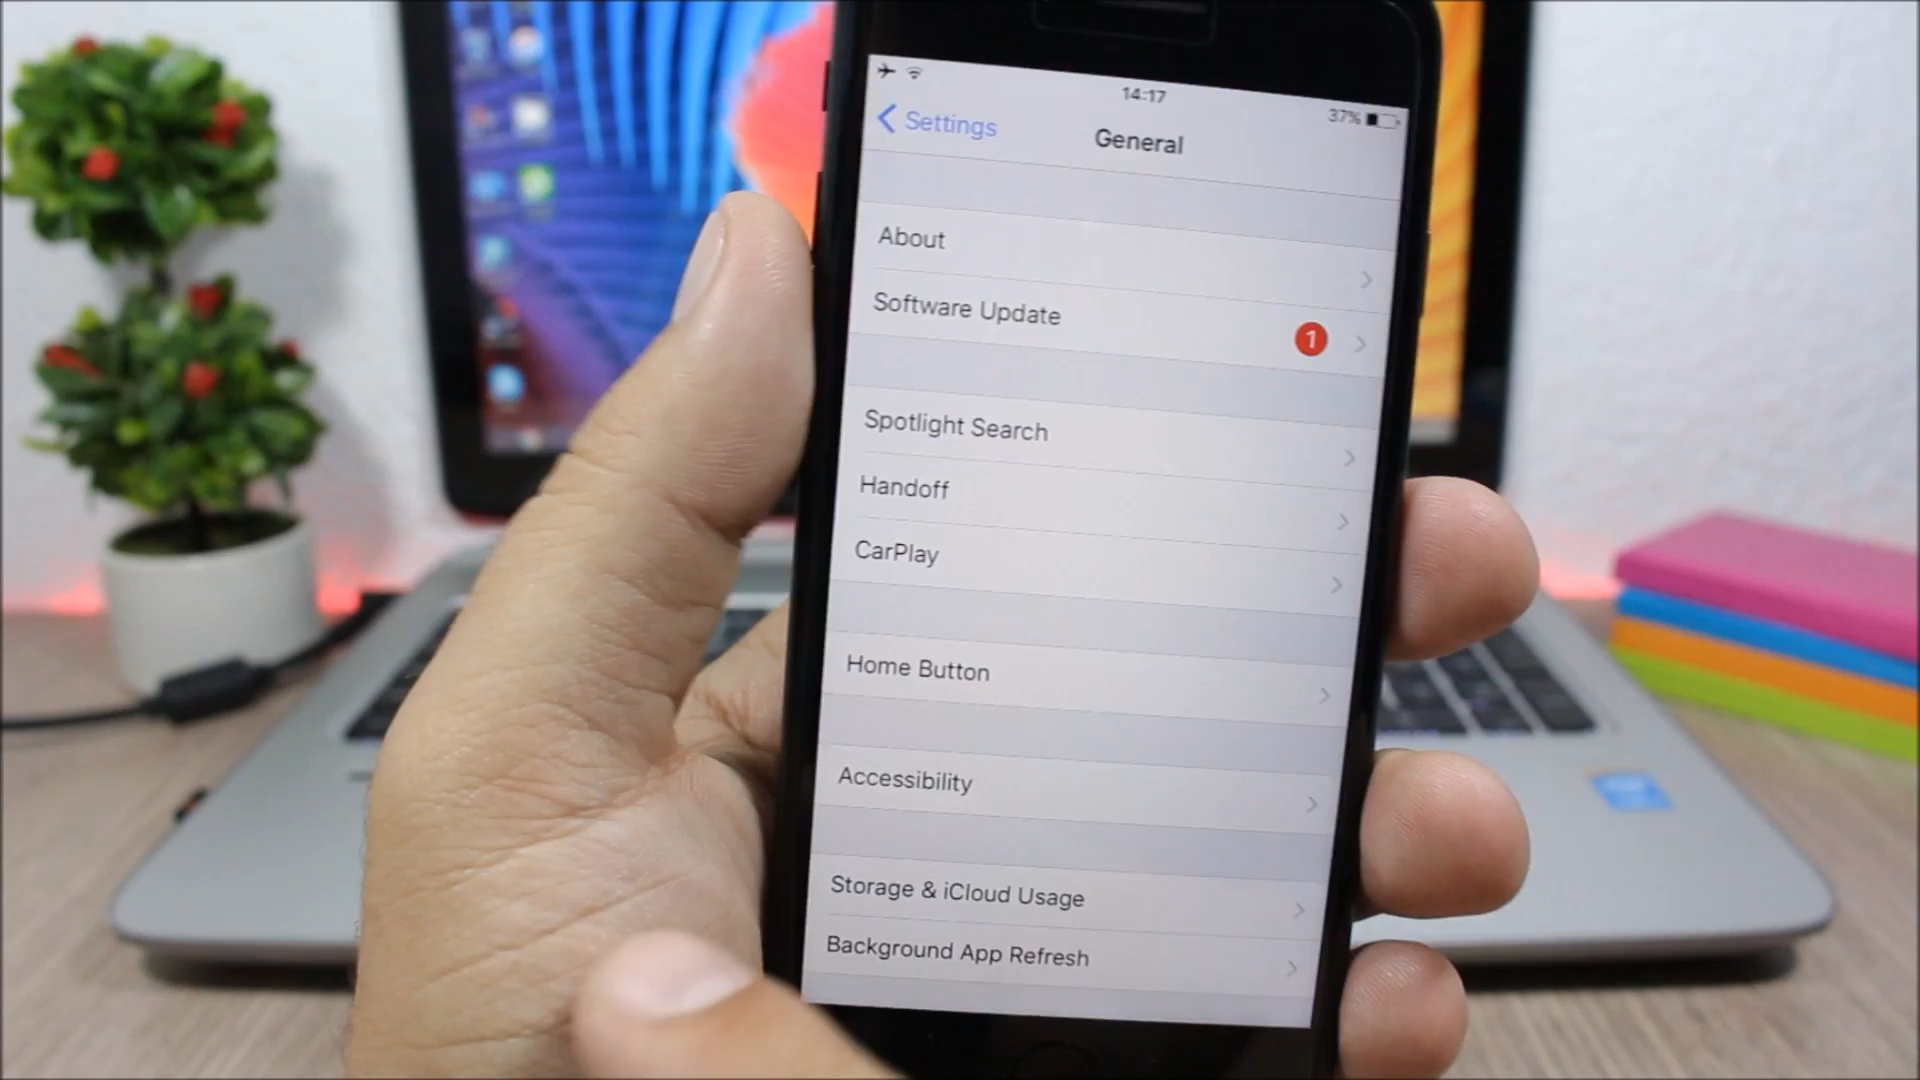 14:17
37%
Settings
General
About
Software Update
1
Spotlight Search
Handoff
CarPlay
Home Button
Accessibility
Storage & iCloud Usage
Background App Refresh